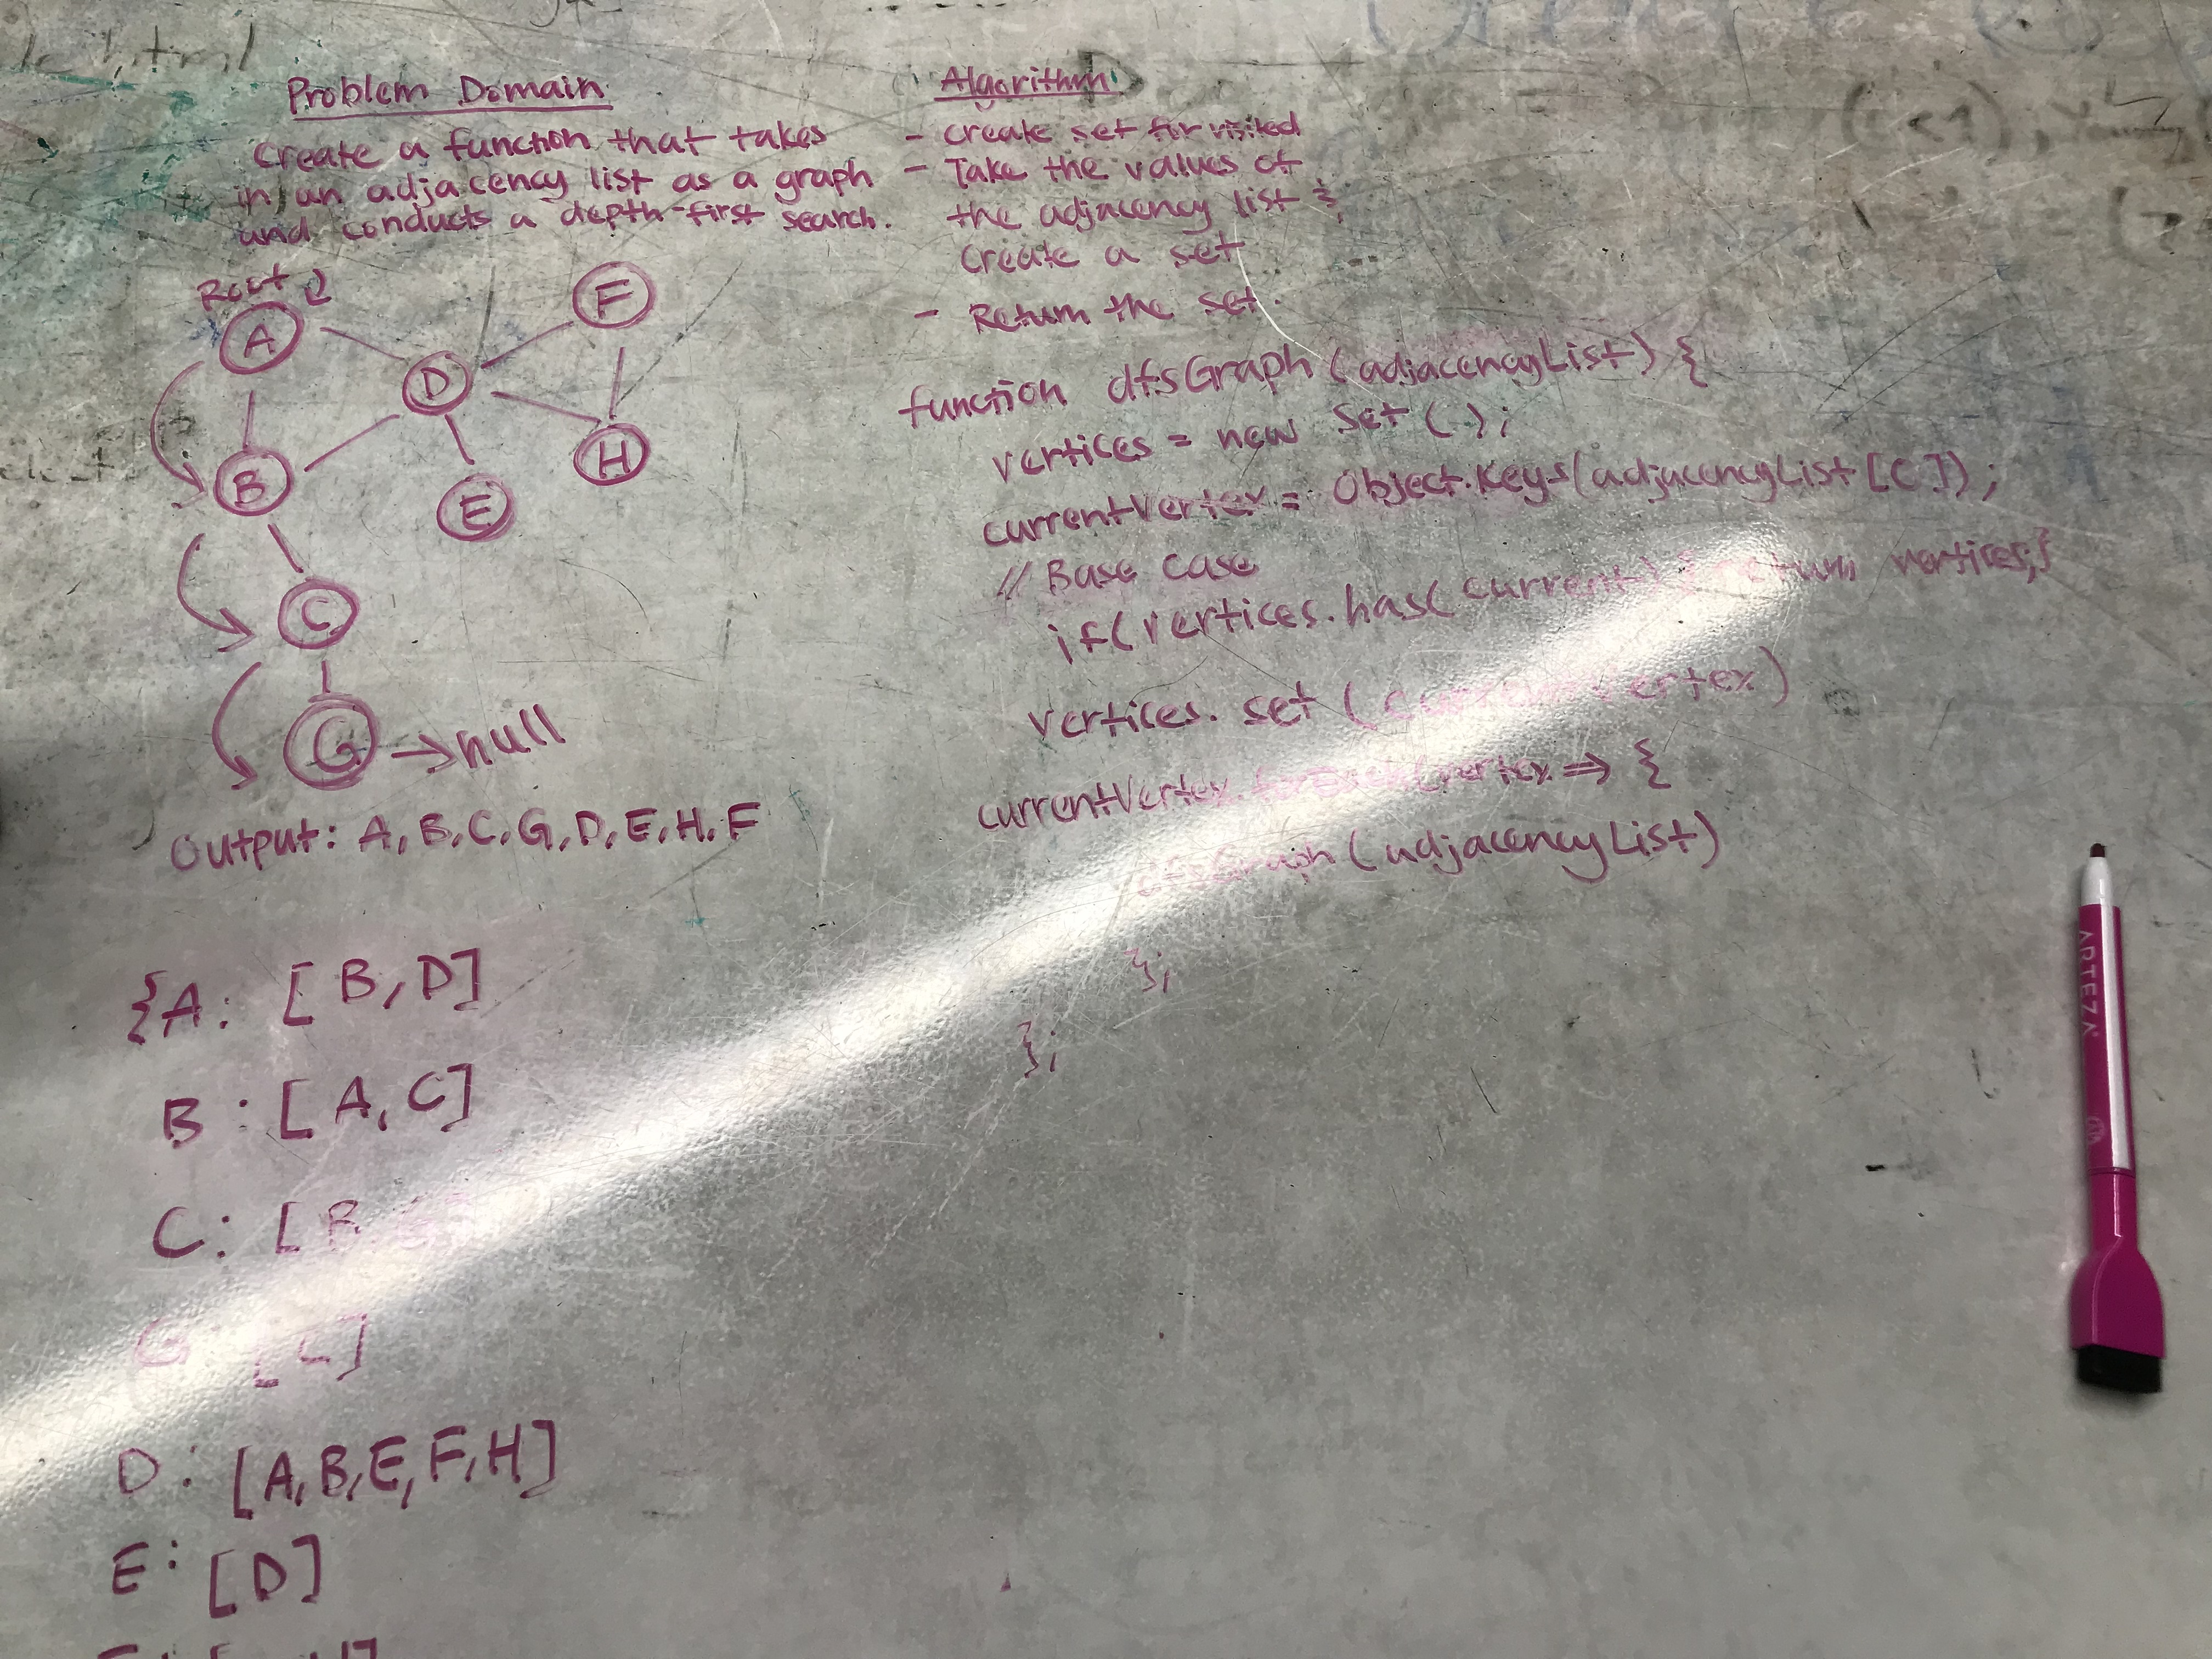 Problem Domain
Create a function that takes
in an adjacency list as a graph
and conducts a depth-first search.
Root
A
F
D
B
H
E
C
G → null
Output: A, B, C, G, D, E, H, F
{A: [B, D]
B: [A, C]
C: [B, G]
G [C]
D: [A, B, E, F, H]
E: [D]
Algorithm
- create set for visited
- Take the values of
the adjacency list &
create a set
- Return the set.
function dfsGraph (adjacencyList) {
vertices = new Set ();
currentVertex = Object.Keys(adjacencyList[C]);
// Base Case
if(vertices.has(current) { return vertices;}
vertices. set (currentVertex)
currentVertex.forEach(vertex => {
dfsGraph (adjacencyList)
};
};
ARTEZA
html